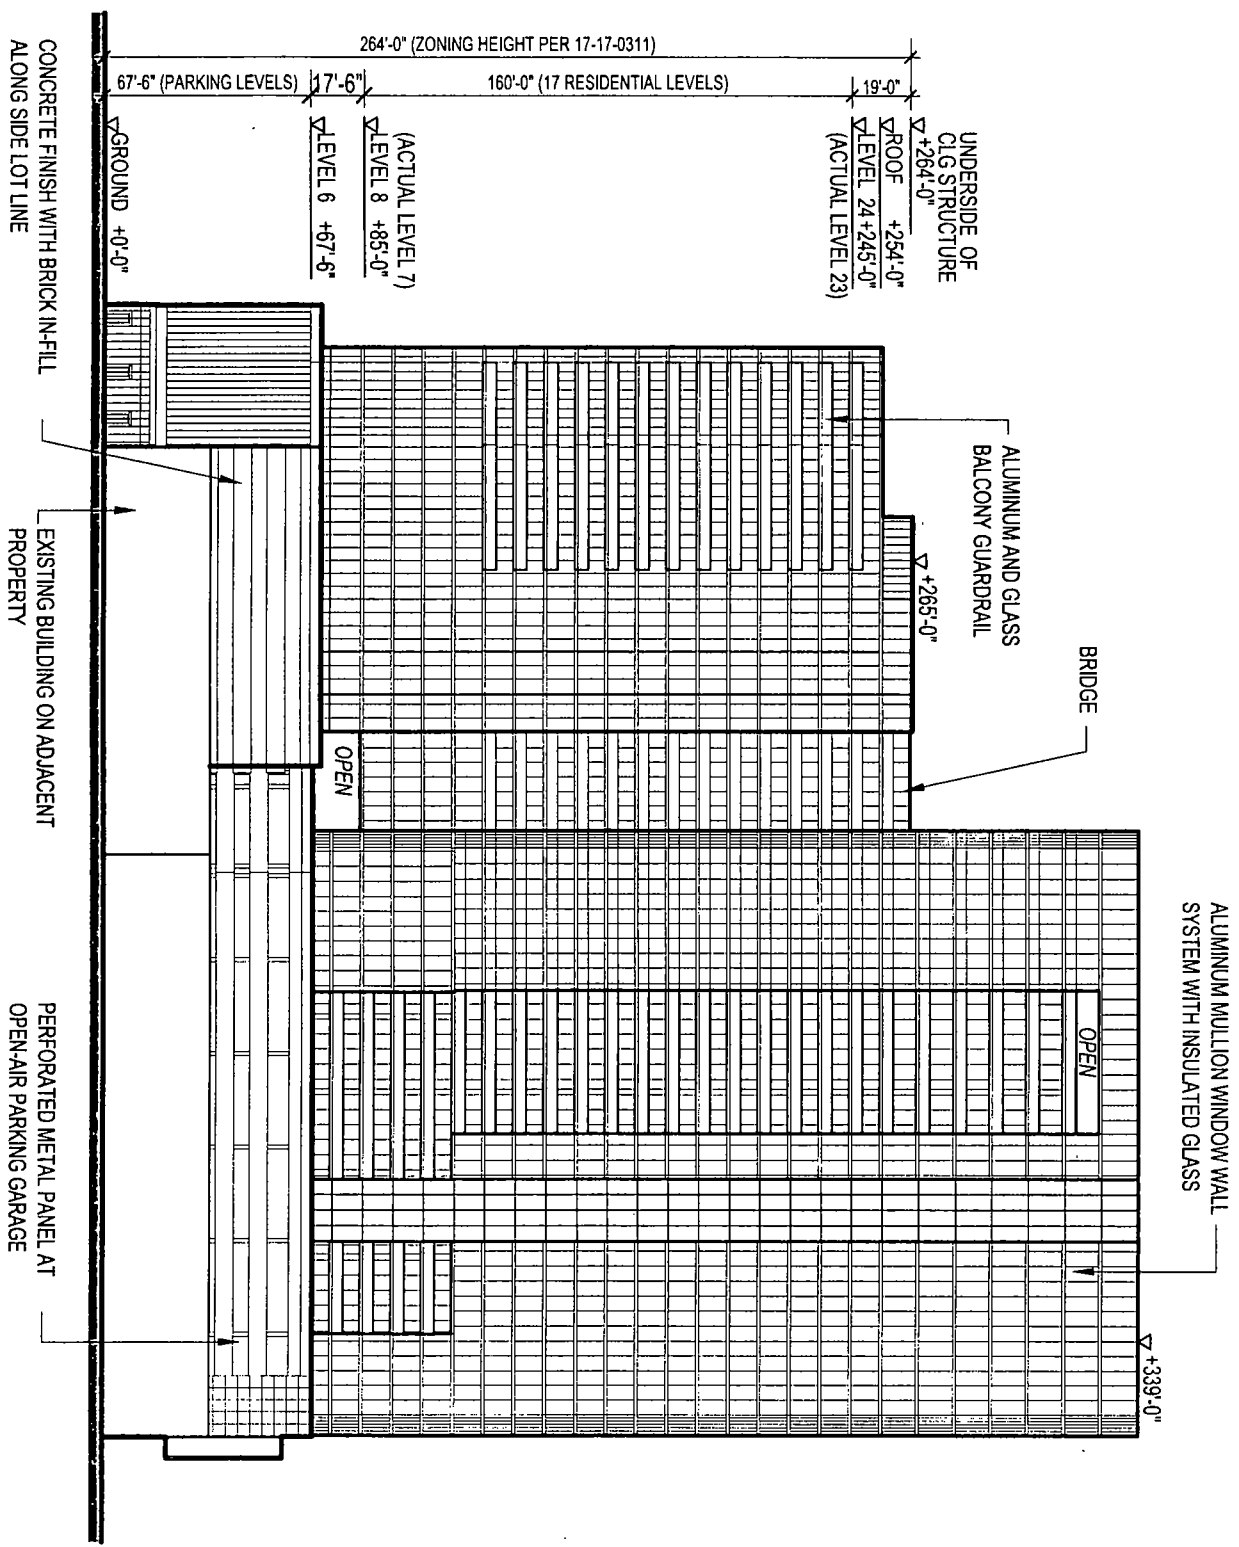 264'-0" (ZONING HEIGHT PER 17-17-0311)
67'-6" (PARKING LEVELS)
17'-6"
160'-0" (17 RESIDENTIAL LEVELS)
19'-0"
UNDERSIDE OF
CLG STRUCTURE
+264'-0"
ROOF +254'-0"
LEVEL 24 +245'-0"
(ACTUAL LEVEL 23)
(ACTUAL LEVEL 7)
LEVEL 8 +85'-0"
LEVEL 6 +67'-6"
GROUND +0'-0"
ALUMINUM AND GLASS
BALCONY GUARDRAIL
+265'-0"
BRIDGE
ALUMINUM MULLION WINDOW WALL
SYSTEM WITH INSULATED GLASS
+339'-0"
OPEN
OPEN
CONCRETE FINISH WITH BRICK IN-FILL
ALONG SIDE LOT LINE
EXISTING BUILDING ON ADJACENT
PROPERTY
PERFORATED METAL PANEL AT
OPEN-AIR PARKING GARAGE